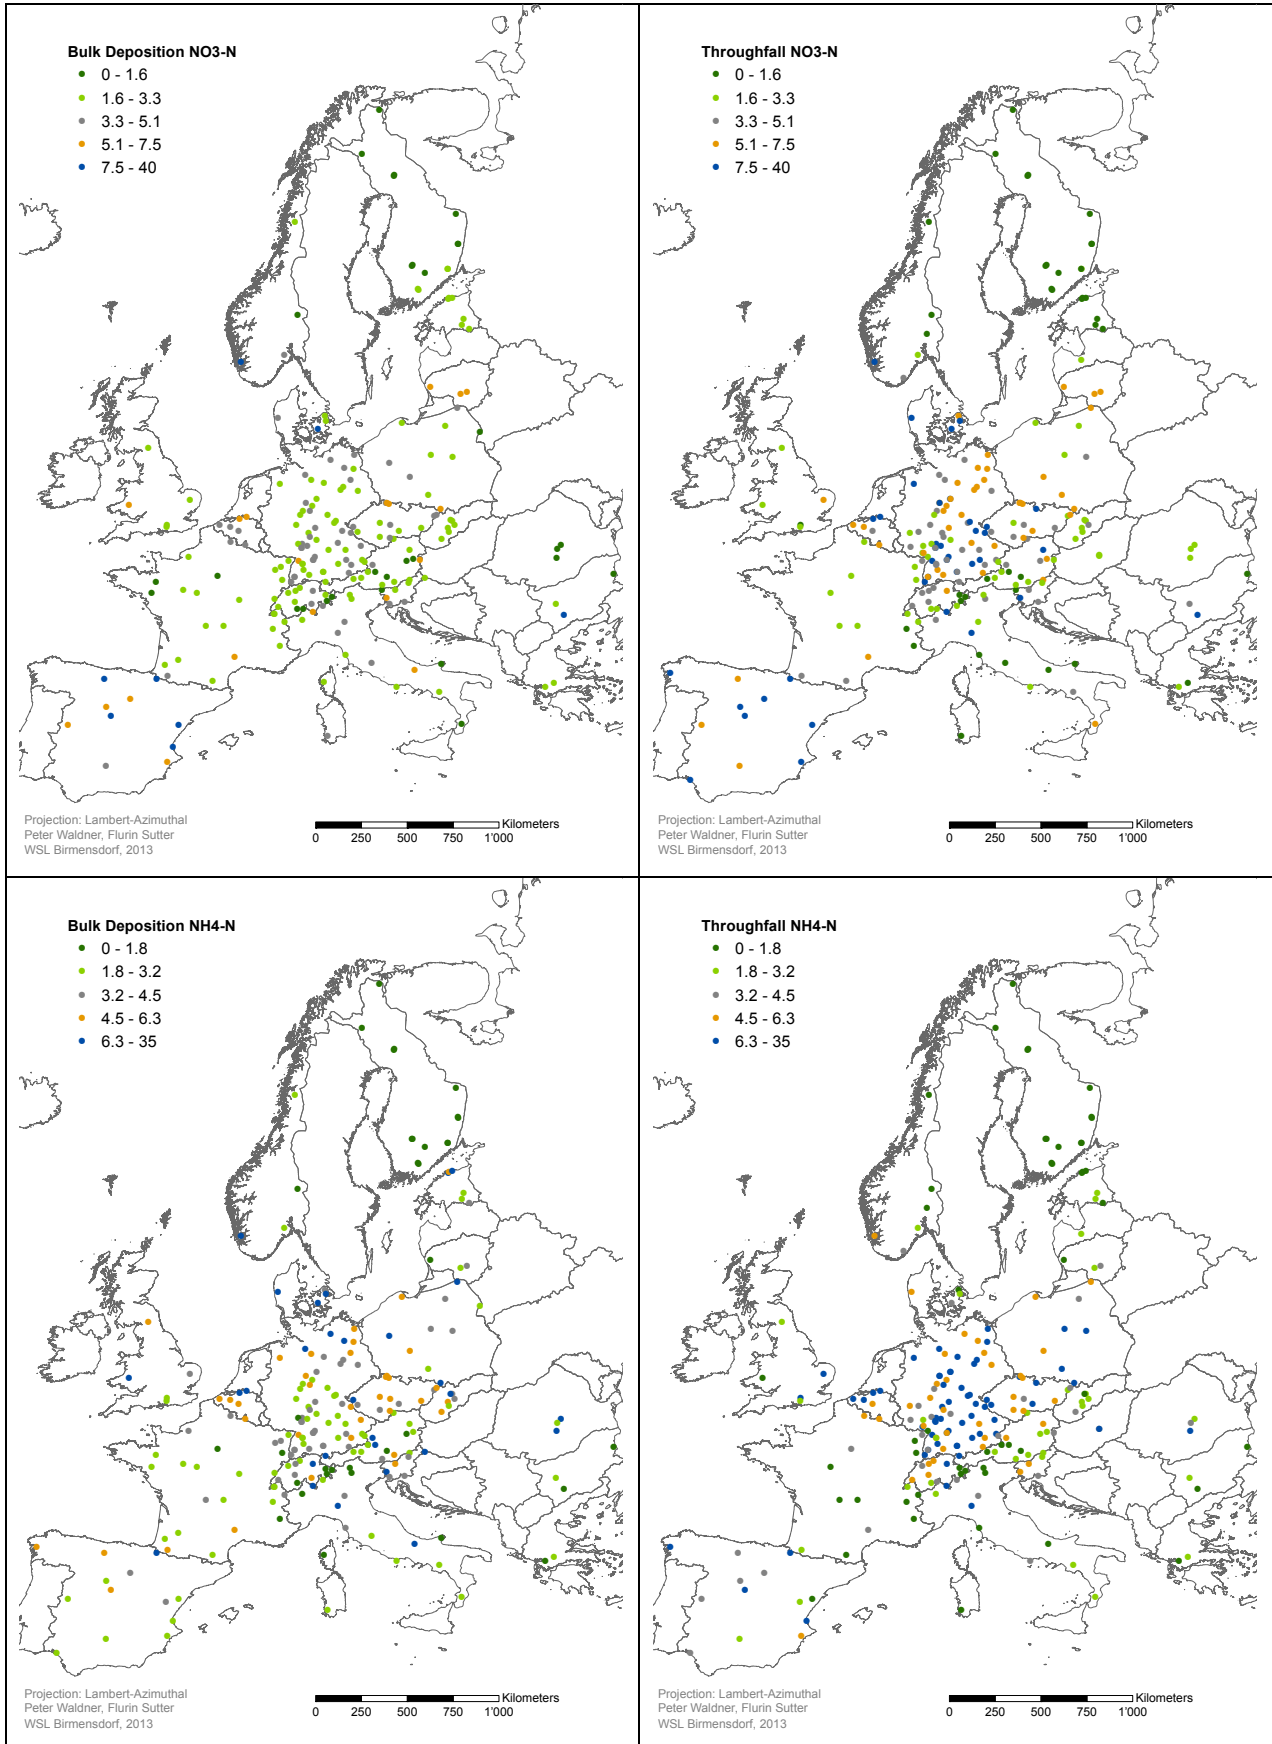 Bulk Deposition NO3-N
0 - 1.6
1.6 - 3.3
3.3 - 5.1
5.1 - 7.5
7.5 - 40
Projection: Lambert-Azimuthal
Peter Waldner, Flurin Sutter
WSL Birmensdorf, 2013
Kilometers
0 250 500 750 1'000
Throughfall NO3-N
0 - 1.6
1.6 - 3.3
3.3 - 5.1
5.1 - 7.5
7.5 - 40
Projection: Lambert-Azimuthal
Peter Waldner, Flurin Sutter
WSL Birmensdorf, 2013
Kilometers
0 250 500 750 1'000
Bulk Deposition NH4-N
0 - 1.8
1.8 - 3.2
3.2 - 4.5
4.5 - 6.3
6.3 - 35
Projection: Lambert-Azimuthal
Peter Waldner, Flurin Sutter
WSL Birmensdorf, 2013
Kilometers
0 250 500 750 1'000
Throughfall NH4-N
0 - 1.8
1.8 - 3.2
3.2 - 4.5
4.5 - 6.3
6.3 - 35
Projection: Lambert-Azimuthal
Peter Waldner, Flurin Sutter
WSL Birmensdorf, 2013
Kilometers
0 250 500 750 1'000